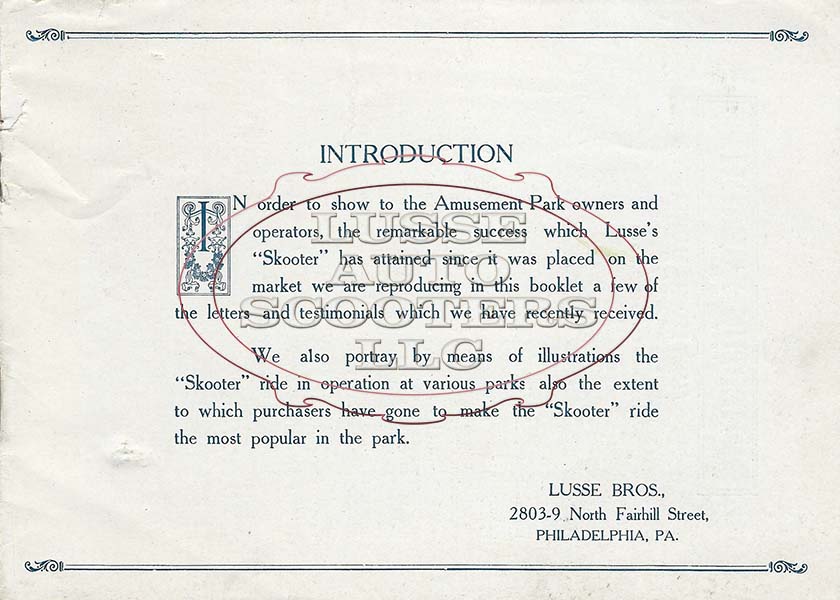 INTRODUCTION
IN order to show to the Amusement Park owners and
operators, the remarkable success which Lusse's
"Skooter" has attained since it was placed on the
market we are reproducing in this booklet a few of
the letters and testimonials which we have recently received.
We also portray by means of illustrations the
"Skooter" ride in operation at various parks also the extent
to which purchasers have gone to make the "Skooter" ride
the most popular in the park.
LUSSE BROS.,
2803-9 North Fairhill Street,
PHILADELPHIA, PA.
LUSSE
AUTO
SCOOTERS
LLC